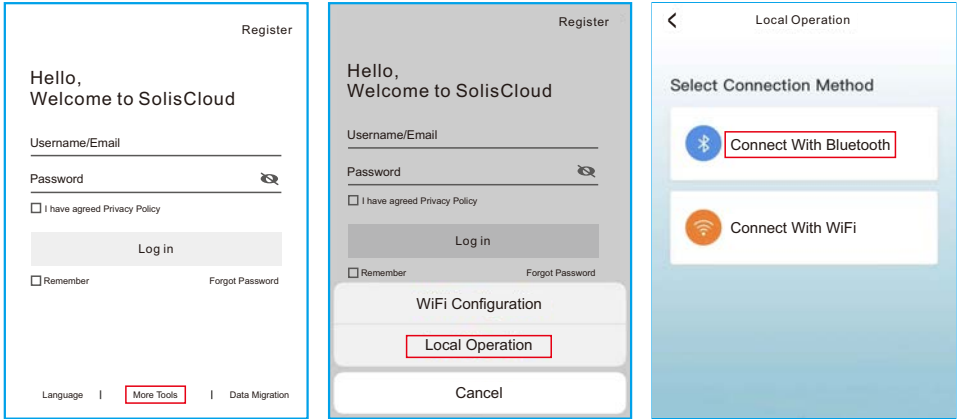 Register
Hello,
Welcome to SolisCloud
Username/Email
Password
I have agreed Privacy Policy
Log in
Remember Forgot Password
Language | More Tools | Data Migration
Register
Hello,
Welcome to SolisCloud
Username/Email
Password
I have agreed Privacy Policy
Log in
Remember Forgot Password
WiFi Configuration
Local Operation
Cancel
Local Operation
Select Connection Method
Connect With Bluetooth
Connect With WiFi